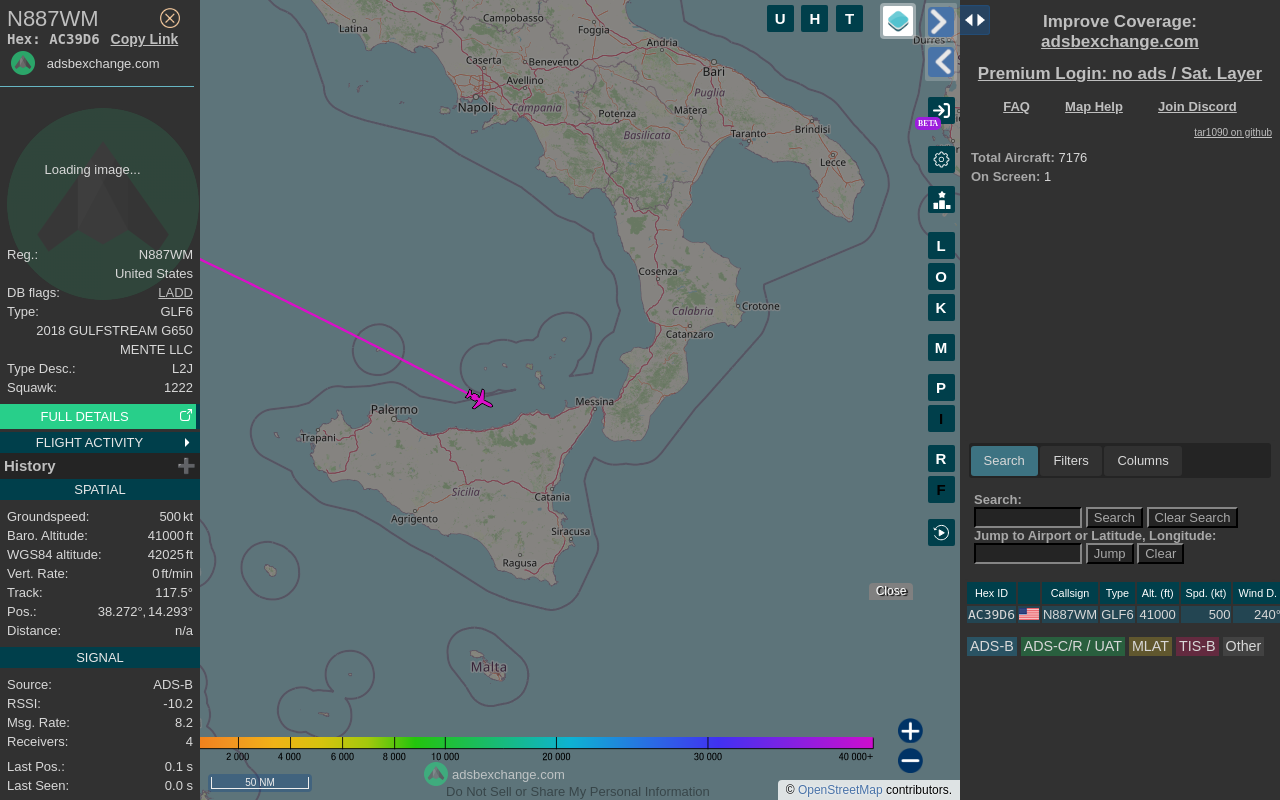 N887WM
Hex: AC39D6 Copy Link
adsbexchange.com
Loading image...
Reg.: N887WM
United States
DB flags: LADD
Type: GLF6
2018 GULFSTREAM G650
MENTE LLC
Type Desc.: L2J
Squawk: 1222
FULL DETAILS
FLIGHT ACTIVITY
History
SPATIAL
Groundspeed: 500 kt
Baro. Altitude: 41000 ft
WGS84 altitude: 42025 ft
Vert. Rate: 0 ft/min
Track: 117.5°
Pos.: 38.272°, 14.293°
Distance: n/a
SIGNAL
Source: ADS-B
RSSI: -10.2
Msg. Rate: 8.2
Receivers: 4
Last Pos.: 0.1 s
Last Seen: 0.0 s
U H T
Latina
Campobasso
Foggia
Andria
Durrës
Caserta
Benevento
Bari
Avellino
Puglia
Napoli
Campania
Potenza
Matera
Basilicata
Taranto
Brindisi
Lecce
BETA
L
O
K
M
P
I
R
F
Cosenza
Calabria
Crotone
Catanzaro
Messina
Palermo
Trapani
Sicilia
Catania
Agrigento
Siracusa
Ragusa
Malta
Close
2 000 4 000 6 000 8 000 10 000 20 000 30 000 40 000+
50 NM
adsbexchange.com
Do Not Sell or Share My Personal Information
© OpenStreetMap contributors.
Improve Coverage:
adsbexchange.com
Premium Login: no ads / Sat. Layer
FAQ Map Help Join Discord
tar1090 on github
Total Aircraft: 7176
On Screen: 1
Search Filters Columns
Search:
Search Clear Search
Jump to Airport or Latitude, Longitude:
Jump Clear
Hex ID Callsign Type Alt. (ft) Spd. (kt) Wind D.
AC39D6 N887WM GLF6 41000 500 240°
ADS-B ADS-C/R / UAT MLAT TIS-B Other